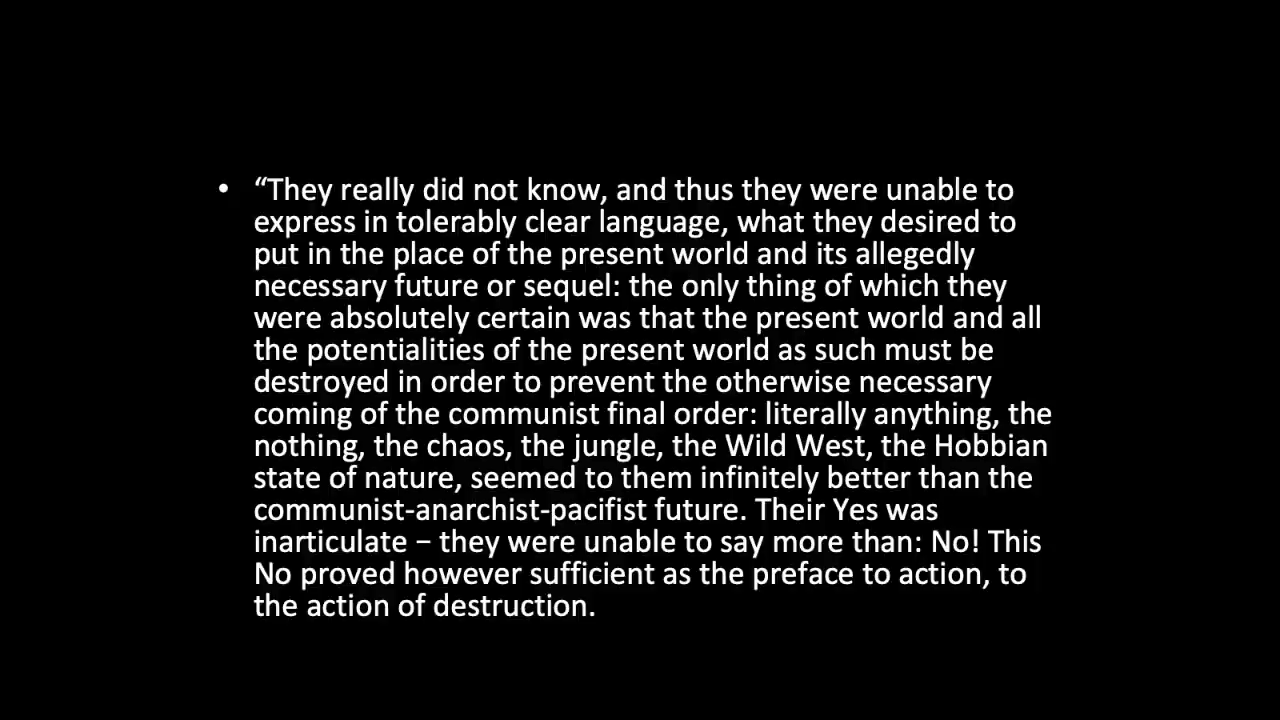 • “They really did not know, and thus they were unable to
express in tolerably clear language, what they desired to
put in the place of the present world and its allegedly
necessary future or sequel: the only thing of which they
were absolutely certain was that the present world and all
the potentialities of the present world as such must be
destroyed in order to prevent the otherwise necessary
coming of the communist final order: literally anything, the
nothing, the chaos, the jungle, the Wild West, the Hobbian
state of nature, seemed to them infinitely better than the
communist-anarchist-pacifist future. Their Yes was
inarticulate – they were unable to say more than: No! This
No proved however sufficient as the preface to action, to
the action of destruction.